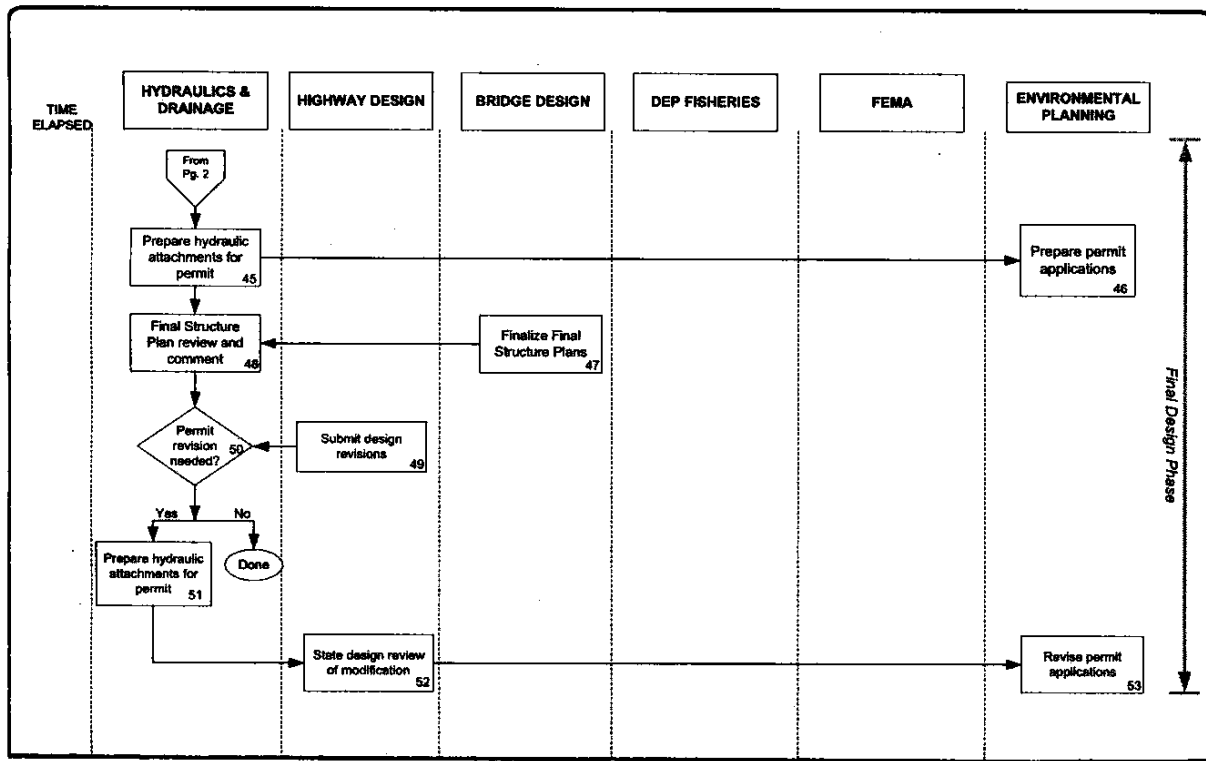 TIME
ELAPSED
HYDRAULICS &
DRAINAGE
HIGHWAY DESIGN
BRIDGE DESIGN
DEP FISHERIES
FEMA
ENVIRONMENTAL
PLANNING
From
Pg. 2
Prepare hydraulic
attachments for
permit
45
Prepare permit
applications
46
Final Structure
Plan review and
comment
48
Finalize Final
Structure Plans
47
Permit
revision
needed?
50
Submit design
revisions
49
Yes
No
Prepare hydraulic
attachments for
permit
51
Done
State design review
of modification
52
Revise permit
applications
53
Final Design Phase